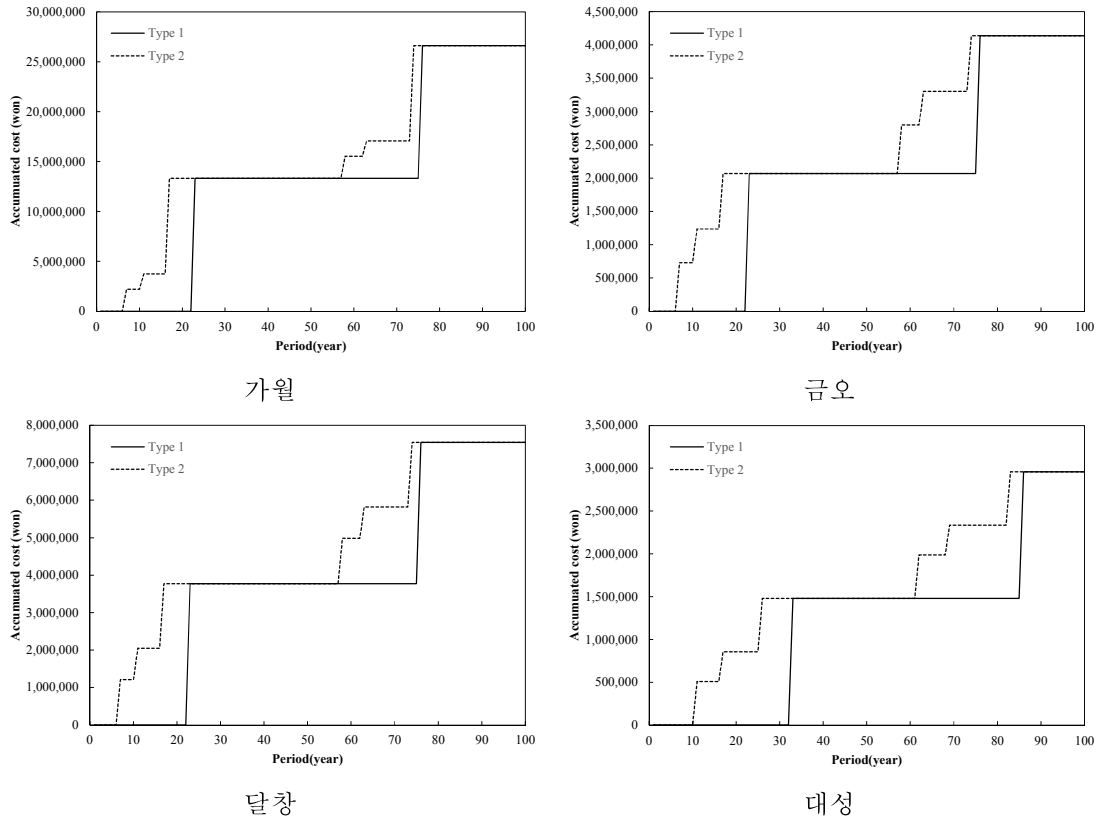 30,000,000
25,000,000
20,000,000
15,000,000
10,000,000
5,000,000
0
Accumuated cost (won)
Type 1
Type 2
0 10 20 30 40 50 60 70 80 90 100
Period(year)
가월
4,500,000
4,000,000
3,500,000
3,000,000
2,500,000
2,000,000
1,500,000
1,000,000
500,000
0
Accumuated cost (won)
Type 1
Type 2
0 10 20 30 40 50 60 70 80 90 100
Period(year)
금오
8,000,000
7,000,000
6,000,000
5,000,000
4,000,000
3,000,000
2,000,000
1,000,000
0
Accumuated cost (won)
Type 1
Type 2
0 10 20 30 40 50 60 70 80 90 100
Period(year)
달창
3,500,000
3,000,000
2,500,000
2,000,000
1,500,000
1,000,000
500,000
0
Accumuated cost (won)
Type 1
Type 2
0 10 20 30 40 50 60 70 80 90 100
Period(year)
대성